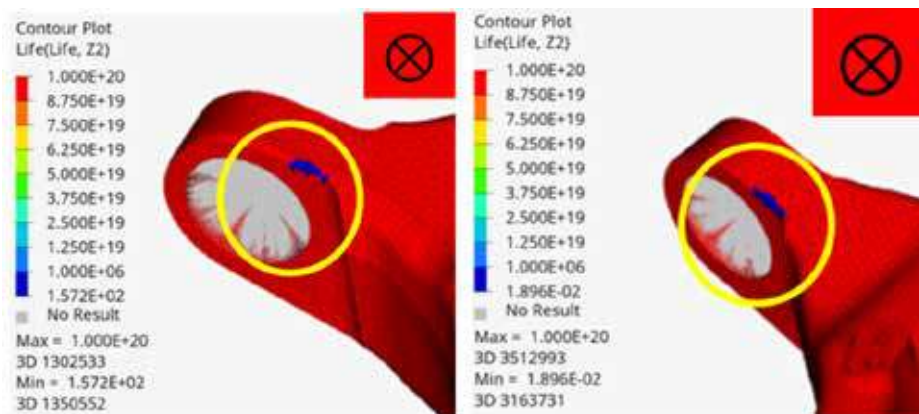 Contour Plot
Life(Life, Z2)
1.000E+20
8.750E+19
7.500E+19
6.250E+19
5.000E+19
3.750E+19
2.500E+19
1.250E+19
1.000E+06
1.572E+02
No Result
Max = 1.000E+20
3D 1302533
Min = 1.572E+02
3D 1350552
Contour Plot
Life(Life, Z2)
1.000E+20
8.750E+19
7.500E+19
6.250E+19
5.000E+19
3.750E+19
2.500E+19
1.250E+19
1.000E+06
1.896E-02
No Result
Max = 1.000E+20
3D 3512993
Min = 1.896E-02
3D 3163731